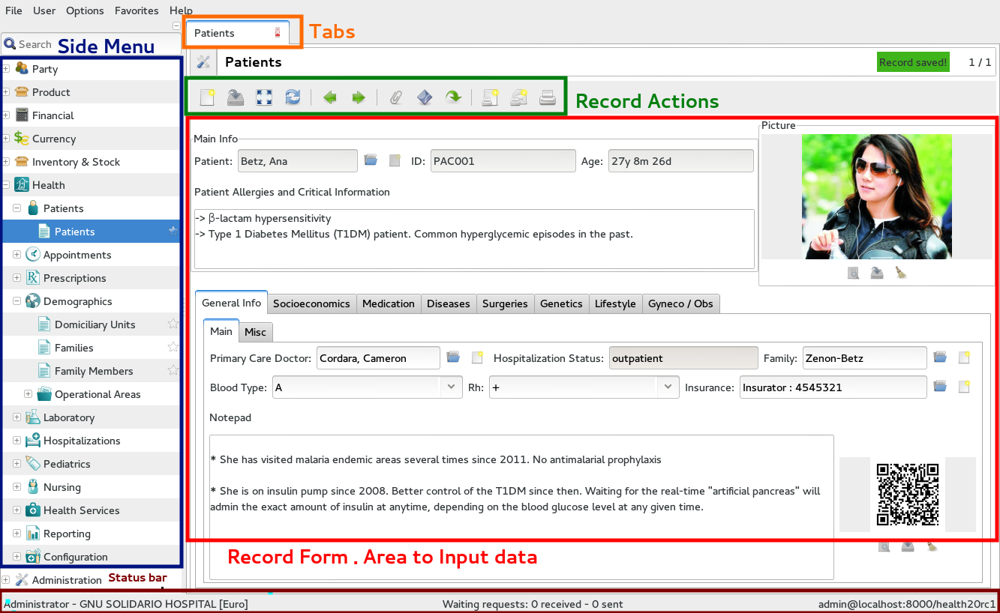 File User Options Favorites Help
Patients
Tabs
Search
Side Menu
Patients
Record saved!
1 / 1
Record Actions
Party
Product
Financial
Currency
Inventory & Stock
Health
Patients
Patients
Appointments
Prescriptions
Demographics
Domiciliary Units
Families
Family Members
Operational Areas
Laboratory
Hospitalizations
Pediatrics
Nursing
Health Services
Reporting
Configuration
Administration
Status bar
Main Info
Patient: Betz, Ana ID: PAC001 Age: 27y 8m 26d
Picture
Patient Allergies and Critical Information
-> β-lactam hypersensitivity
-> Type 1 Diabetes Mellitus (T1DM) patient. Common hyperglycemic episodes in the past.
General Info Socioeconomics Medication Diseases Surgeries Genetics Lifestyle Gyneco / Obs
Main Misc
Primary Care Doctor: Cordara, Cameron Hospitalization Status: outpatient Family: Zenon-Betz
Blood Type: A Rh: + Insurance: Insurator : 4545321
Notepad
* She has visited malaria endemic areas several times since 2011. No antimalarial prophylaxis
* She is on insulin pump since 2008. Better control of the T1DM since then. Waiting for the real-time "artificial pancreas" will
admin the exact amount of insulin at anytime, depending on the blood glucose level at any given time.
Record Form . Area to Input data
Administrator - GNU SOLIDARIO HOSPITAL [Euro]
Waiting requests: 0 received - 0 sent
admin@localhost:8000/health20rc1